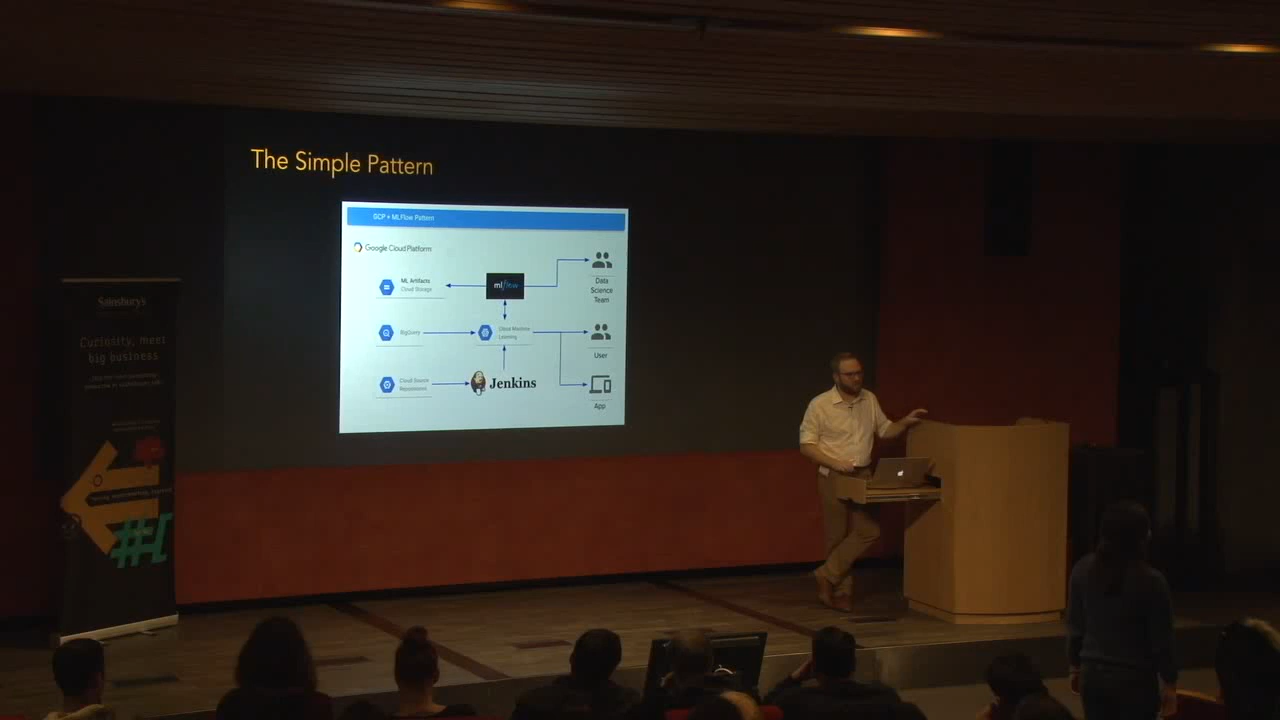 The Simple Pattern
GCP + MLFlow Pattern
Google Cloud Platform
ML Artifacts
Cloud Storage
mlflow
Data
Science
Team
BigQuery
Cloud Machine
Learning
User
Cloud Source
Repositories
Jenkins
App
Sainsbury's
Curiosity, meet
big business